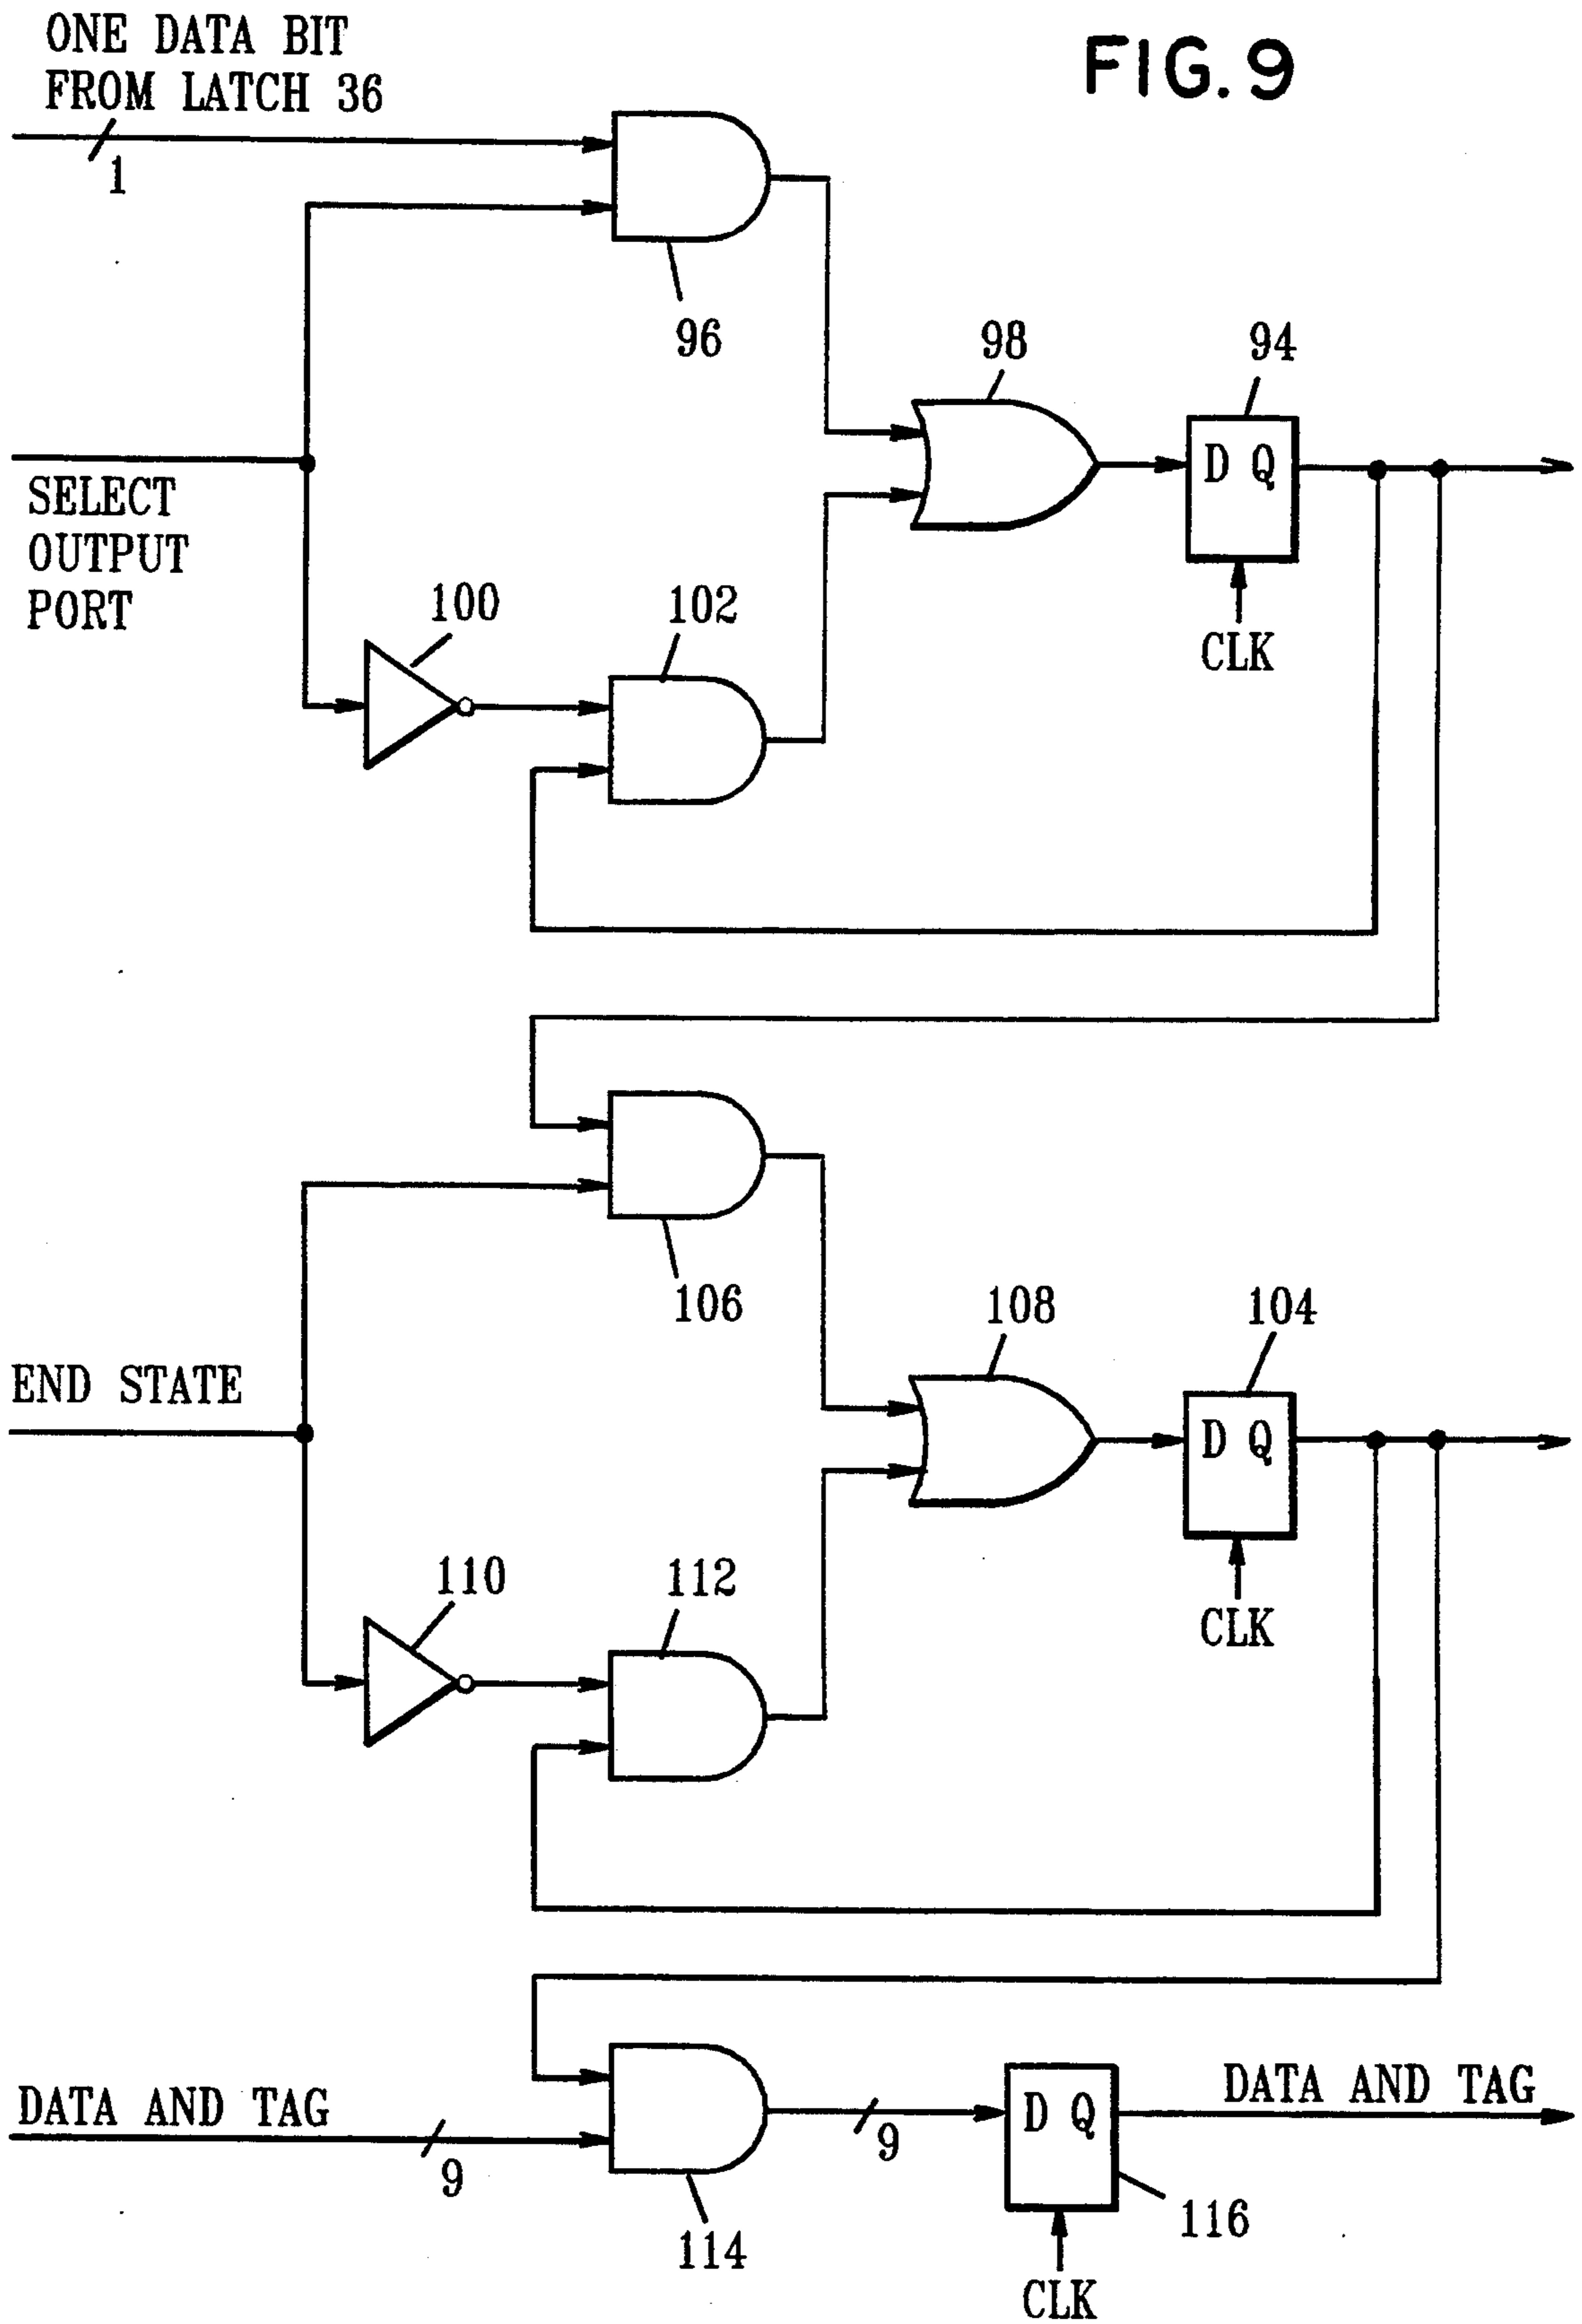 ONE DATA BIT
FROM LATCH 36
FIG. 9
1
96
98
94
D Q
SELECT
OUTPUT
PORT
100
102
CLK
106
108
104
END STATE
D Q
110
112
CLK
DATA AND TAG
9
9
D Q
DATA AND TAG
114
116
CLK